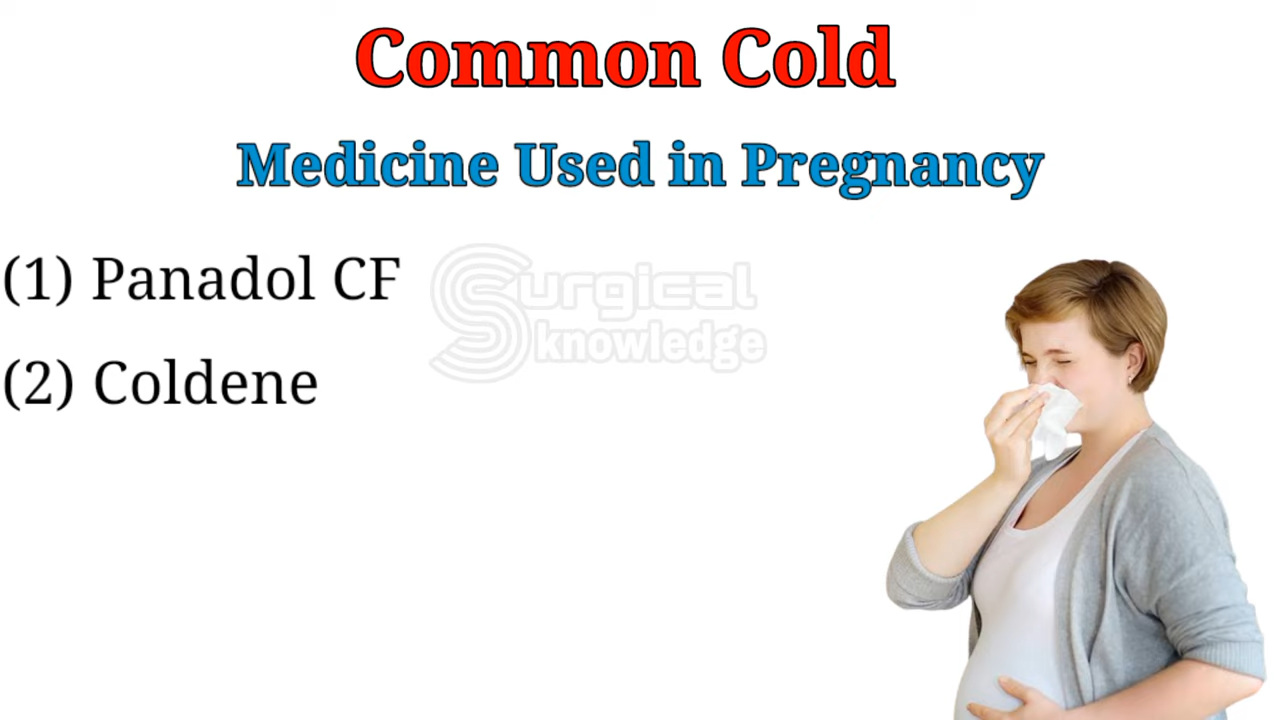 Common Cold
Medicine Used in Pregnancy
(1) Panadol CF
Surgical
knowledge
(2) Coldene